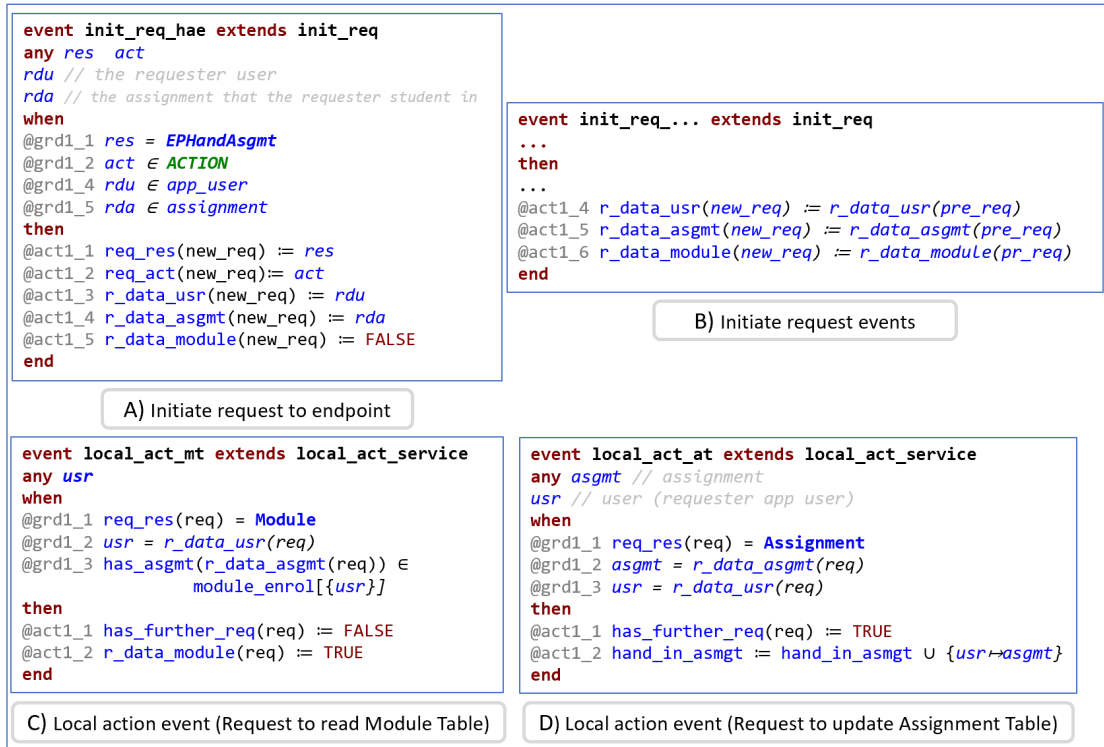 event init_req_hae extends init_req
any res act
rdu // the requester user
rda // the assignment that the requester student in
when
@grd1_1 res = EPHandAsgmt
@grd1_2 act ∈ ACTION
@grd1_4 rdu ∈ app_user
@grd1_5 rda ∈ assignment
then
@act1_1 req_res(new_req) ≔ res
@act1_2 req_act(new_req)≔ act
@act1_3 r_data_usr(new_req) ≔ rdu
@act1_4 r_data_asgmt(new_req) ≔ rda
@act1_5 r_data_module(new_req) ≔ FALSE
end
A) Initiate request to endpoint
event init_req_... extends init_req
...
then
...
@act1_4 r_data_usr(new_req) ≔ r_data_usr(pre_req)
@act1_5 r_data_asgmt(new_req) ≔ r_data_asgmt(pre_req)
@act1_6 r_data_module(new_req) ≔ r_data_module(pr_req)
end
B) Initiate request events
event local_act_mt extends local_act_service
any usr
when
@grd1_1 req_res(req) = Module
@grd1_2 usr = r_data_usr(req)
@grd1_3 has_asgmt(r_data_asgmt(req)) ∈
module_enrol[{usr}]
then
@act1_1 has_further_req(req) ≔ FALSE
@act1_2 r_data_module(req) ≔ TRUE
end
C) Local action event (Request to read Module Table)
event local_act_at extends local_act_service
any asgmt // assignment
usr // user (requester app user)
when
@grd1_1 req_res(req) = Assignment
@grd1_2 asgmt = r_data_asgmt(req)
@grd1_3 usr = r_data_usr(req)
then
@act1_1 has_further_req(req) ≔ TRUE
@act1_2 hand_in_asmgt ≔ hand_in_asmgt ∪ {usr↦asgmt}
end
D) Local action event (Request to update Assignment Table)